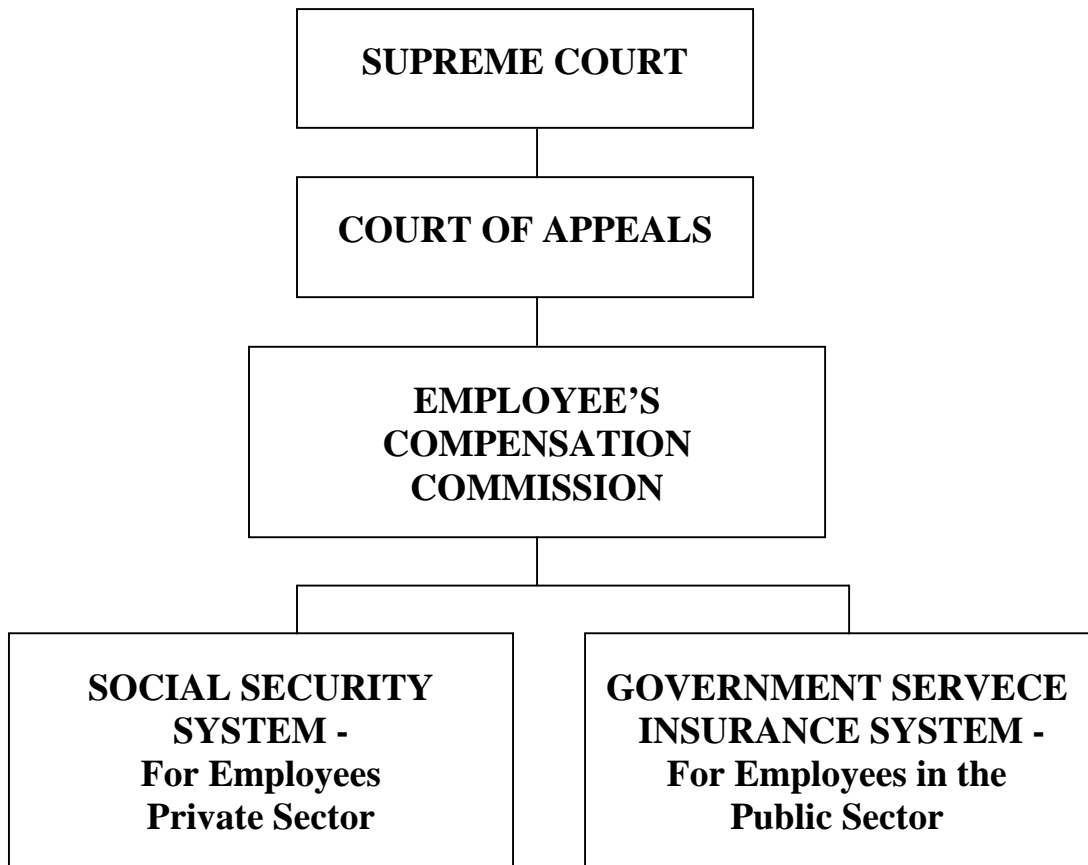 SUPREME COURT
COURT OF APPEALS
EMPLOYEE’S
COMPENSATION
COMMISSION
SOCIAL SECURITY
SYSTEM -
For Employees
Private Sector
GOVERNMENT SERVECE
INSURANCE SYSTEM -
For Employees in the
Public Sector